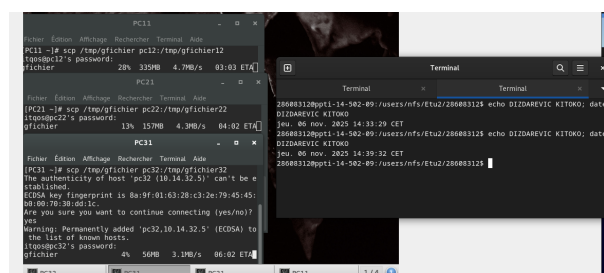 PC11
Fichier Édition Affichage Rechercher Terminal Aide
[PC11 ~]# scp /tmp/gfichier pc12:/tmp/gfichier12
itqos@pc12's password:
gfichier 28% 335MB 4.7MB/s 03:03 ETA
PC21
Fichier Édition Affichage Rechercher Terminal Aide
[PC21 ~]# scp /tmp/gfichier pc22:/tmp/gfichier22
itqos@pc22's password:
gfichier 13% 157MB 4.3MB/s 04:02 ETA
PC31
Fichier Édition Affichage Rechercher Terminal Aide
[PC31 ~]# scp /tmp/gfichier pc32:/tmp/gfichier32
The authenticity of host 'pc32 (10.14.32.5)' can't be e
stablished.
ECDSA key fingerprint is 8a:9f:01:63:28:c3:2e:79:45:45:
b0:00:70:30:dd:1c.
Are you sure you want to continue connecting (yes/no)?
yes
Warning: Permanently added 'pc32,10.14.32.5' (ECDSA) to
the list of known hosts.
itqos@pc32's password:
gfichier 4% 56MB 3.1MB/s 06:02 ETA
Terminal
Terminal Terminal
28608312@ppti-14-502-09:/users/nfs/Etu2/28608312$ echo DIZDAREVIC KITOKO; date
DIZDAREVIC KITOKO
jeu. 06 nov. 2025 14:33:29 CET
28608312@ppti-14-502-09:/users/nfs/Etu2/28608312$ echo DIZDAREVIC KITOKO; date
DIZDAREVIC KITOKO
jeu. 06 nov. 2025 14:39:32 CET
28608312@ppti-14-502-09:/users/nfs/Etu2/28608312$
PC11
1 / 4